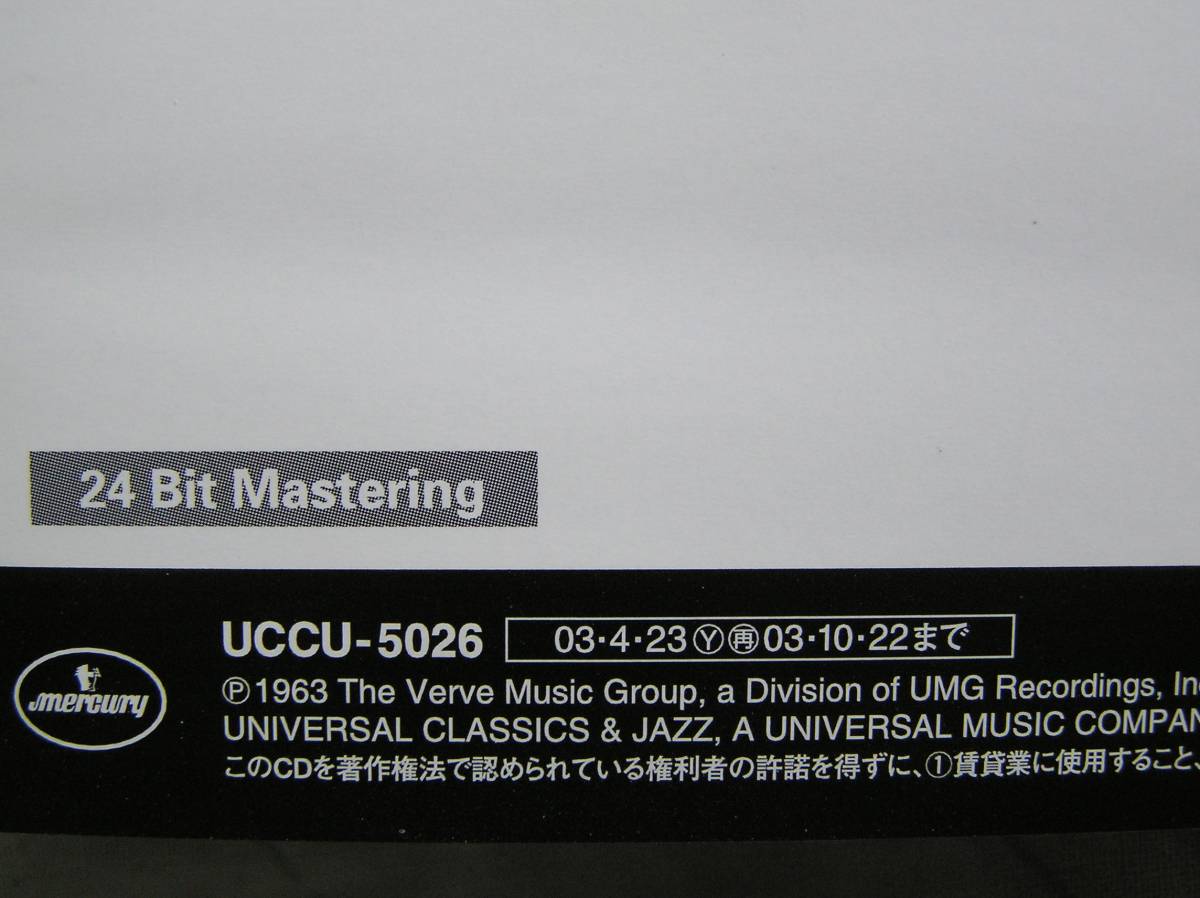 24 Bit Mastering
UCCU-5026 03·4·23 Ⓨ ㊢ 03·10·22まで
mercury
℗1963 The Verve Music Group, a Division of UMG Recordings,
UNIVERSAL CLASSICS & JAZZ, A UNIVERSAL MUSIC
このCDを著作権法で認められている権利者の許諾を得ずに、①賃貸業に使用すること、